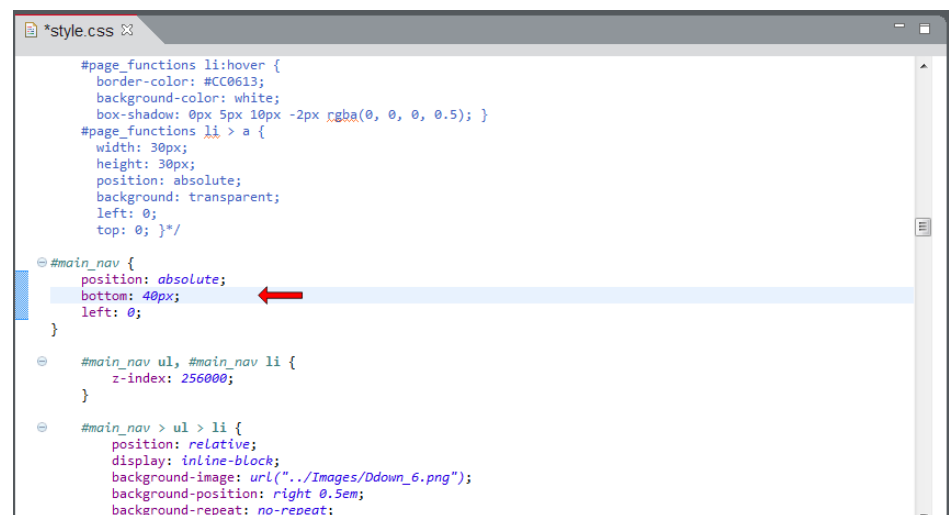 *style.css
#page_functions li:hover {
border-color: #CC0613;
background-color: white;
box-shadow: 0px 5px 10px -2px rgba(0, 0, 0, 0.5); }
#page_functions li > a {
width: 30px;
height: 30px;
position: absolute;
background: transparent;
left: 0;
top: 0; }*/
#main_nav {
position: absolute;
bottom: 40px;
left: 0;
}
#main_nav ul, #main_nav li {
z-index: 256000;
}
#main_nav > ul > li {
position: relative;
display: inline-block;
background-image: url("../Images/Ddown_6.png");
background-position: right 0.5em;
background-repeat: no-repeat;